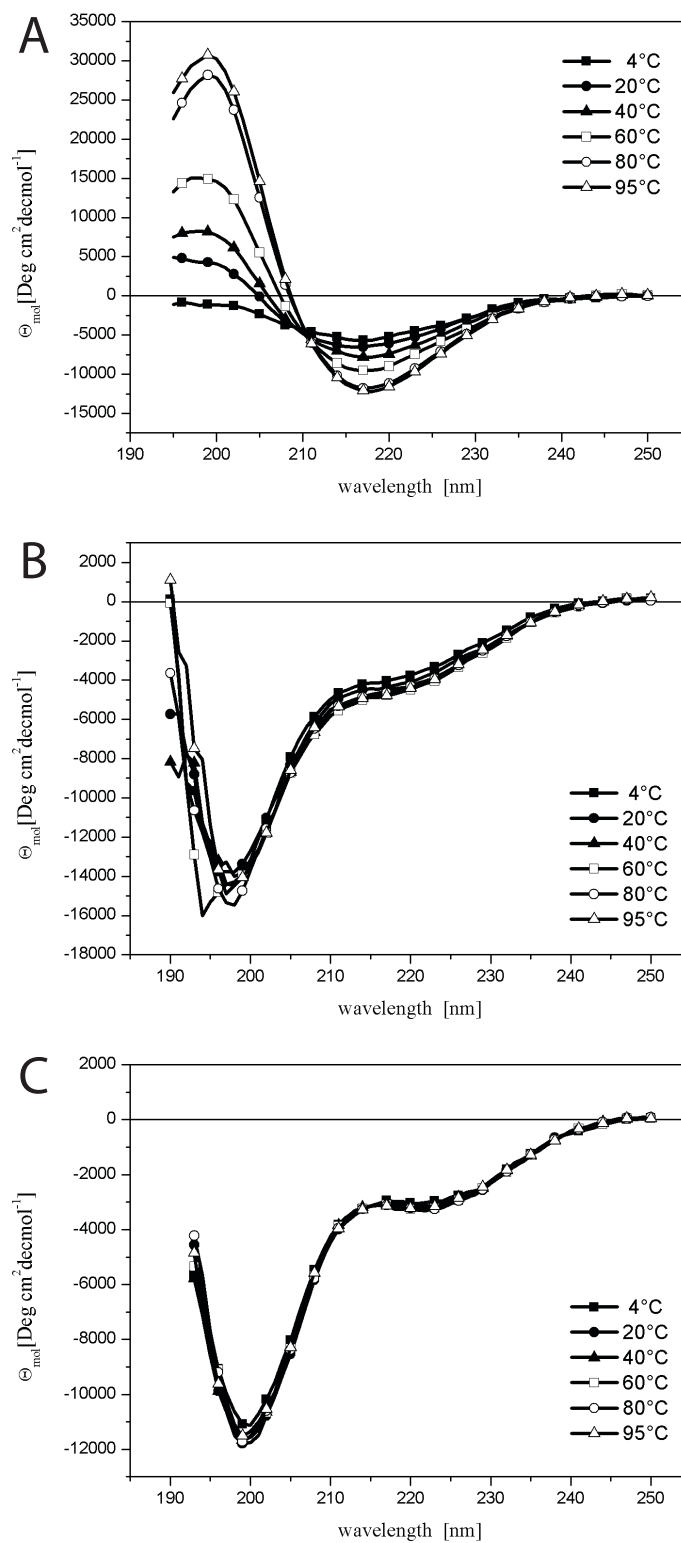 A
35000
30000
25000
20000
15000
10000
5000
0
-5000
-10000
-15000
Θmol[Deg cm²decmol⁻¹]
4°C
20°C
40°C
60°C
80°C
95°C
190 200 210 220 230 240 250
wavelength [nm]
B
2000
0
-2000
-4000
-6000
-8000
-10000
-12000
-14000
-16000
-18000
Θmol[Deg cm²decmol⁻¹]
4°C
20°C
40°C
60°C
80°C
95°C
190 200 210 220 230 240 250
wavelength [nm]
C
2000
0
-2000
-4000
-6000
-8000
-10000
-12000
Θmol[Deg cm²decmol⁻¹]
4°C
20°C
40°C
60°C
80°C
95°C
190 200 210 220 230 240 250
wavelength [nm]